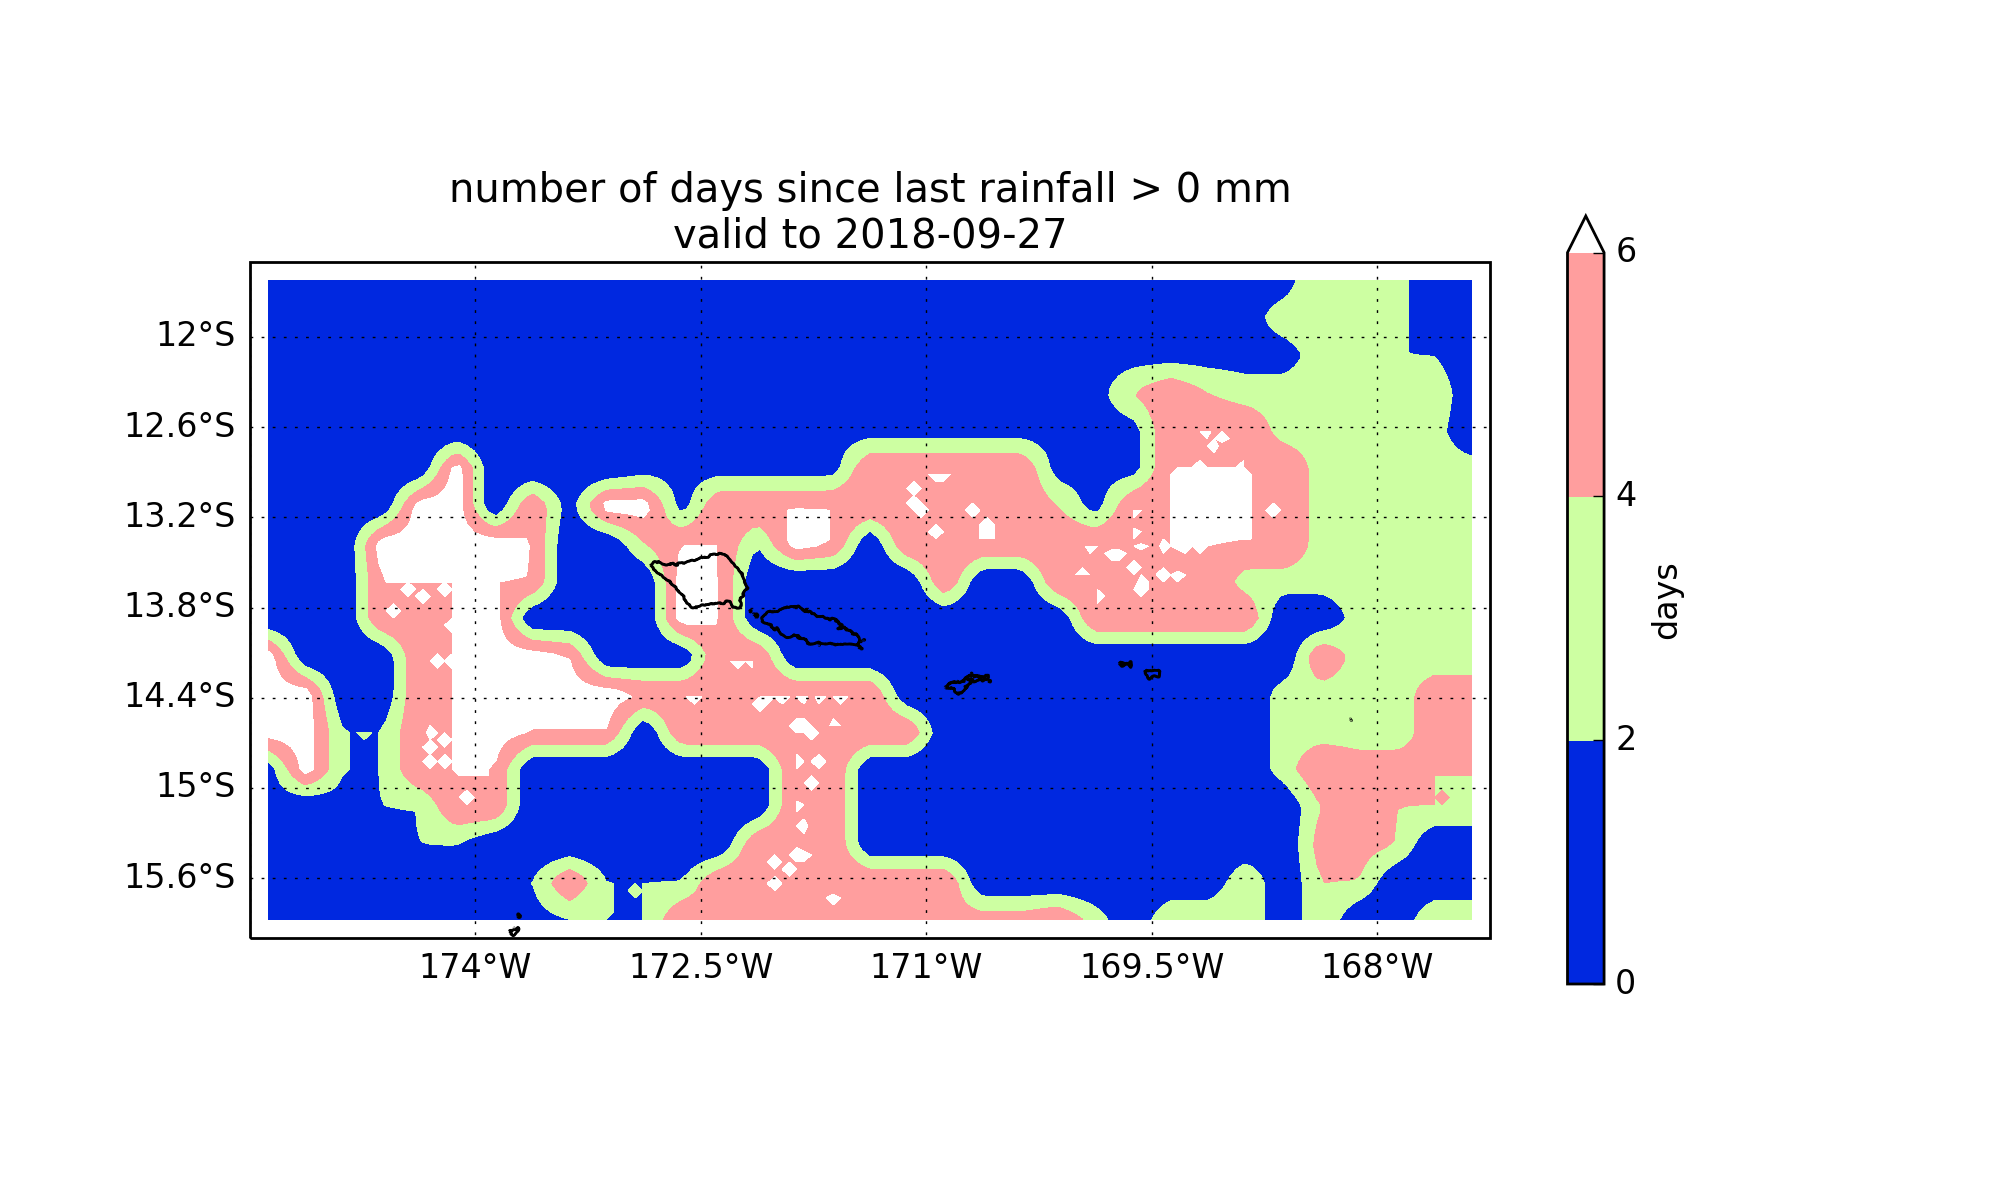 number of days since last rainfall > 0 mm
valid to 2018-09-27
12°S
12.6°S
13.2°S
13.8°S
14.4°S
15°S
15.6°S
174°W 172.5°W 171°W 169.5°W 168°W
6
4
2
0
days